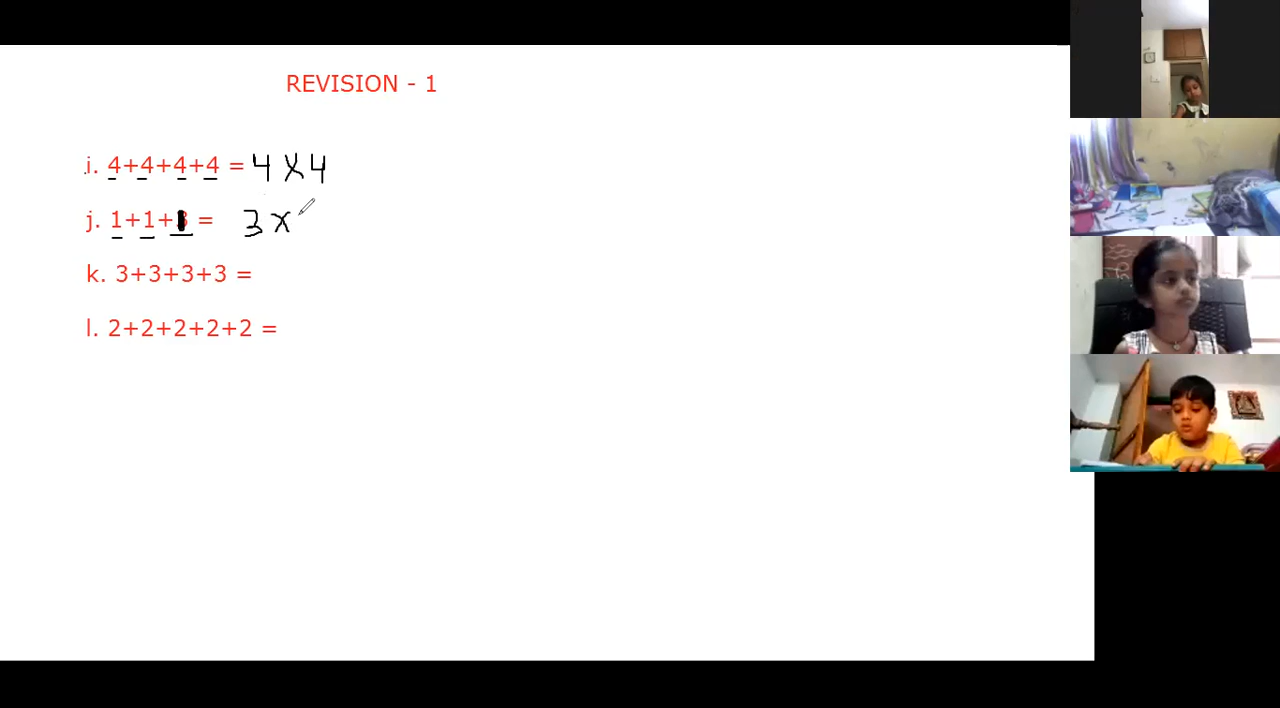 REVISION - 1
i. 4+4+4+4 = 4 X 4
j. 1+1+1 = 3 X
k. 3+3+3+3 =
l. 2+2+2+2+2 =